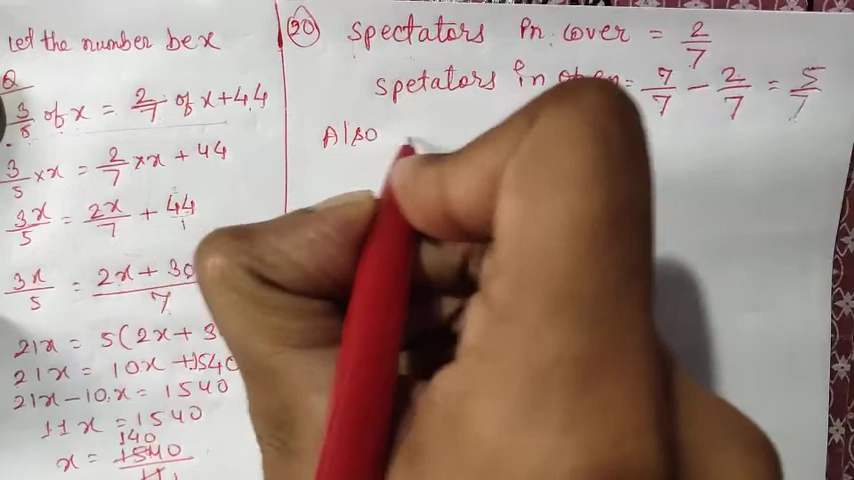 Let the number be x
Q
3/5 of x = 2/7 of x + 44
3/5 × x = 2/7 × x + 44
3x/5 = 2x/7 + 44/1
3x/5 = 2x + 30 / 7
21x = 5(2x + 3
21x = 10x + 1540
21x - 10x = 1540
11x = 1540
140
x = 1540 / 11
20 Spectators in cover = 2/7
spetators in = 7/7 - 2/7 = 5/7
Also